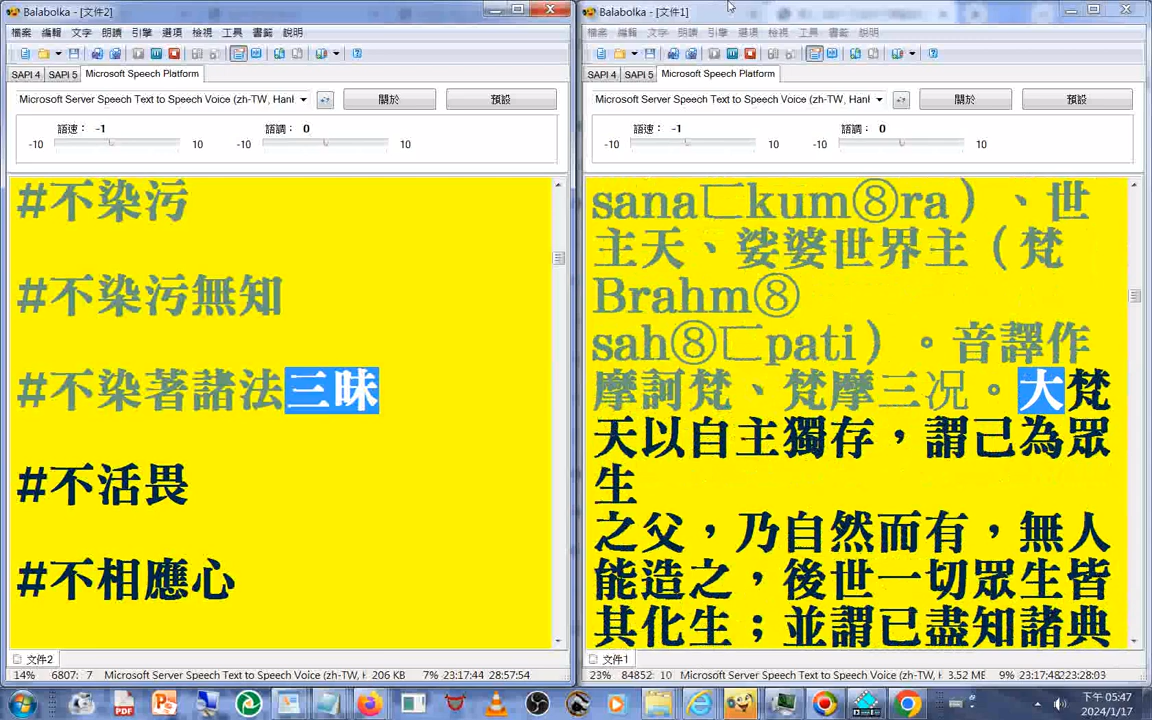 Balabolka - [文件2]
檔案 編輯 文字 朗讀 引擎 選項 檢視 工具 書籤 說明
SAPI 4 SAPI 5 Microsoft Speech Platform
Microsoft Server Speech Text to Speech Voice (zh-TW, Hanl
關於 預設
語速： -1 語調： 0
-10 10 -10 10
#不染污
#不染污無知
#不染著諸法三昧
#不活畏
#不相應心
文件2
14% 6807: 7 Microsoft Server Speech Text to Speech Voice (zh-TW, H 206 KB 7% 23:17:44 28:57:54
Balabolka - [文件1]
檔案 編輯 文字 朗讀 引擎 選項 檢視 工具 書籤 說明
SAPI 4 SAPI 5 Microsoft Speech Platform
Microsoft Server Speech Text to Speech Voice (zh-TW, Hanl
關於 預設
語速： -1 語調： 0
-10 10 -10 10
sana匸kum⑧ra）、世
主天、娑婆世界主（梵
Brahm⑧
sah⑧匸pati）。音譯作
摩訶梵、梵摩三况。大梵
天以自主獨存，謂己為眾
生
之父，乃自然而有，無人
能造之，後世一切眾生皆
其化生；並謂已盡知諸典
文件1
23% 84852: 10 Microsoft Server Speech Text to Speech Voice (zh-TW, H 3.52 ME 9% 23:17:48 223:28:03
下午 05:47
2024/1/17